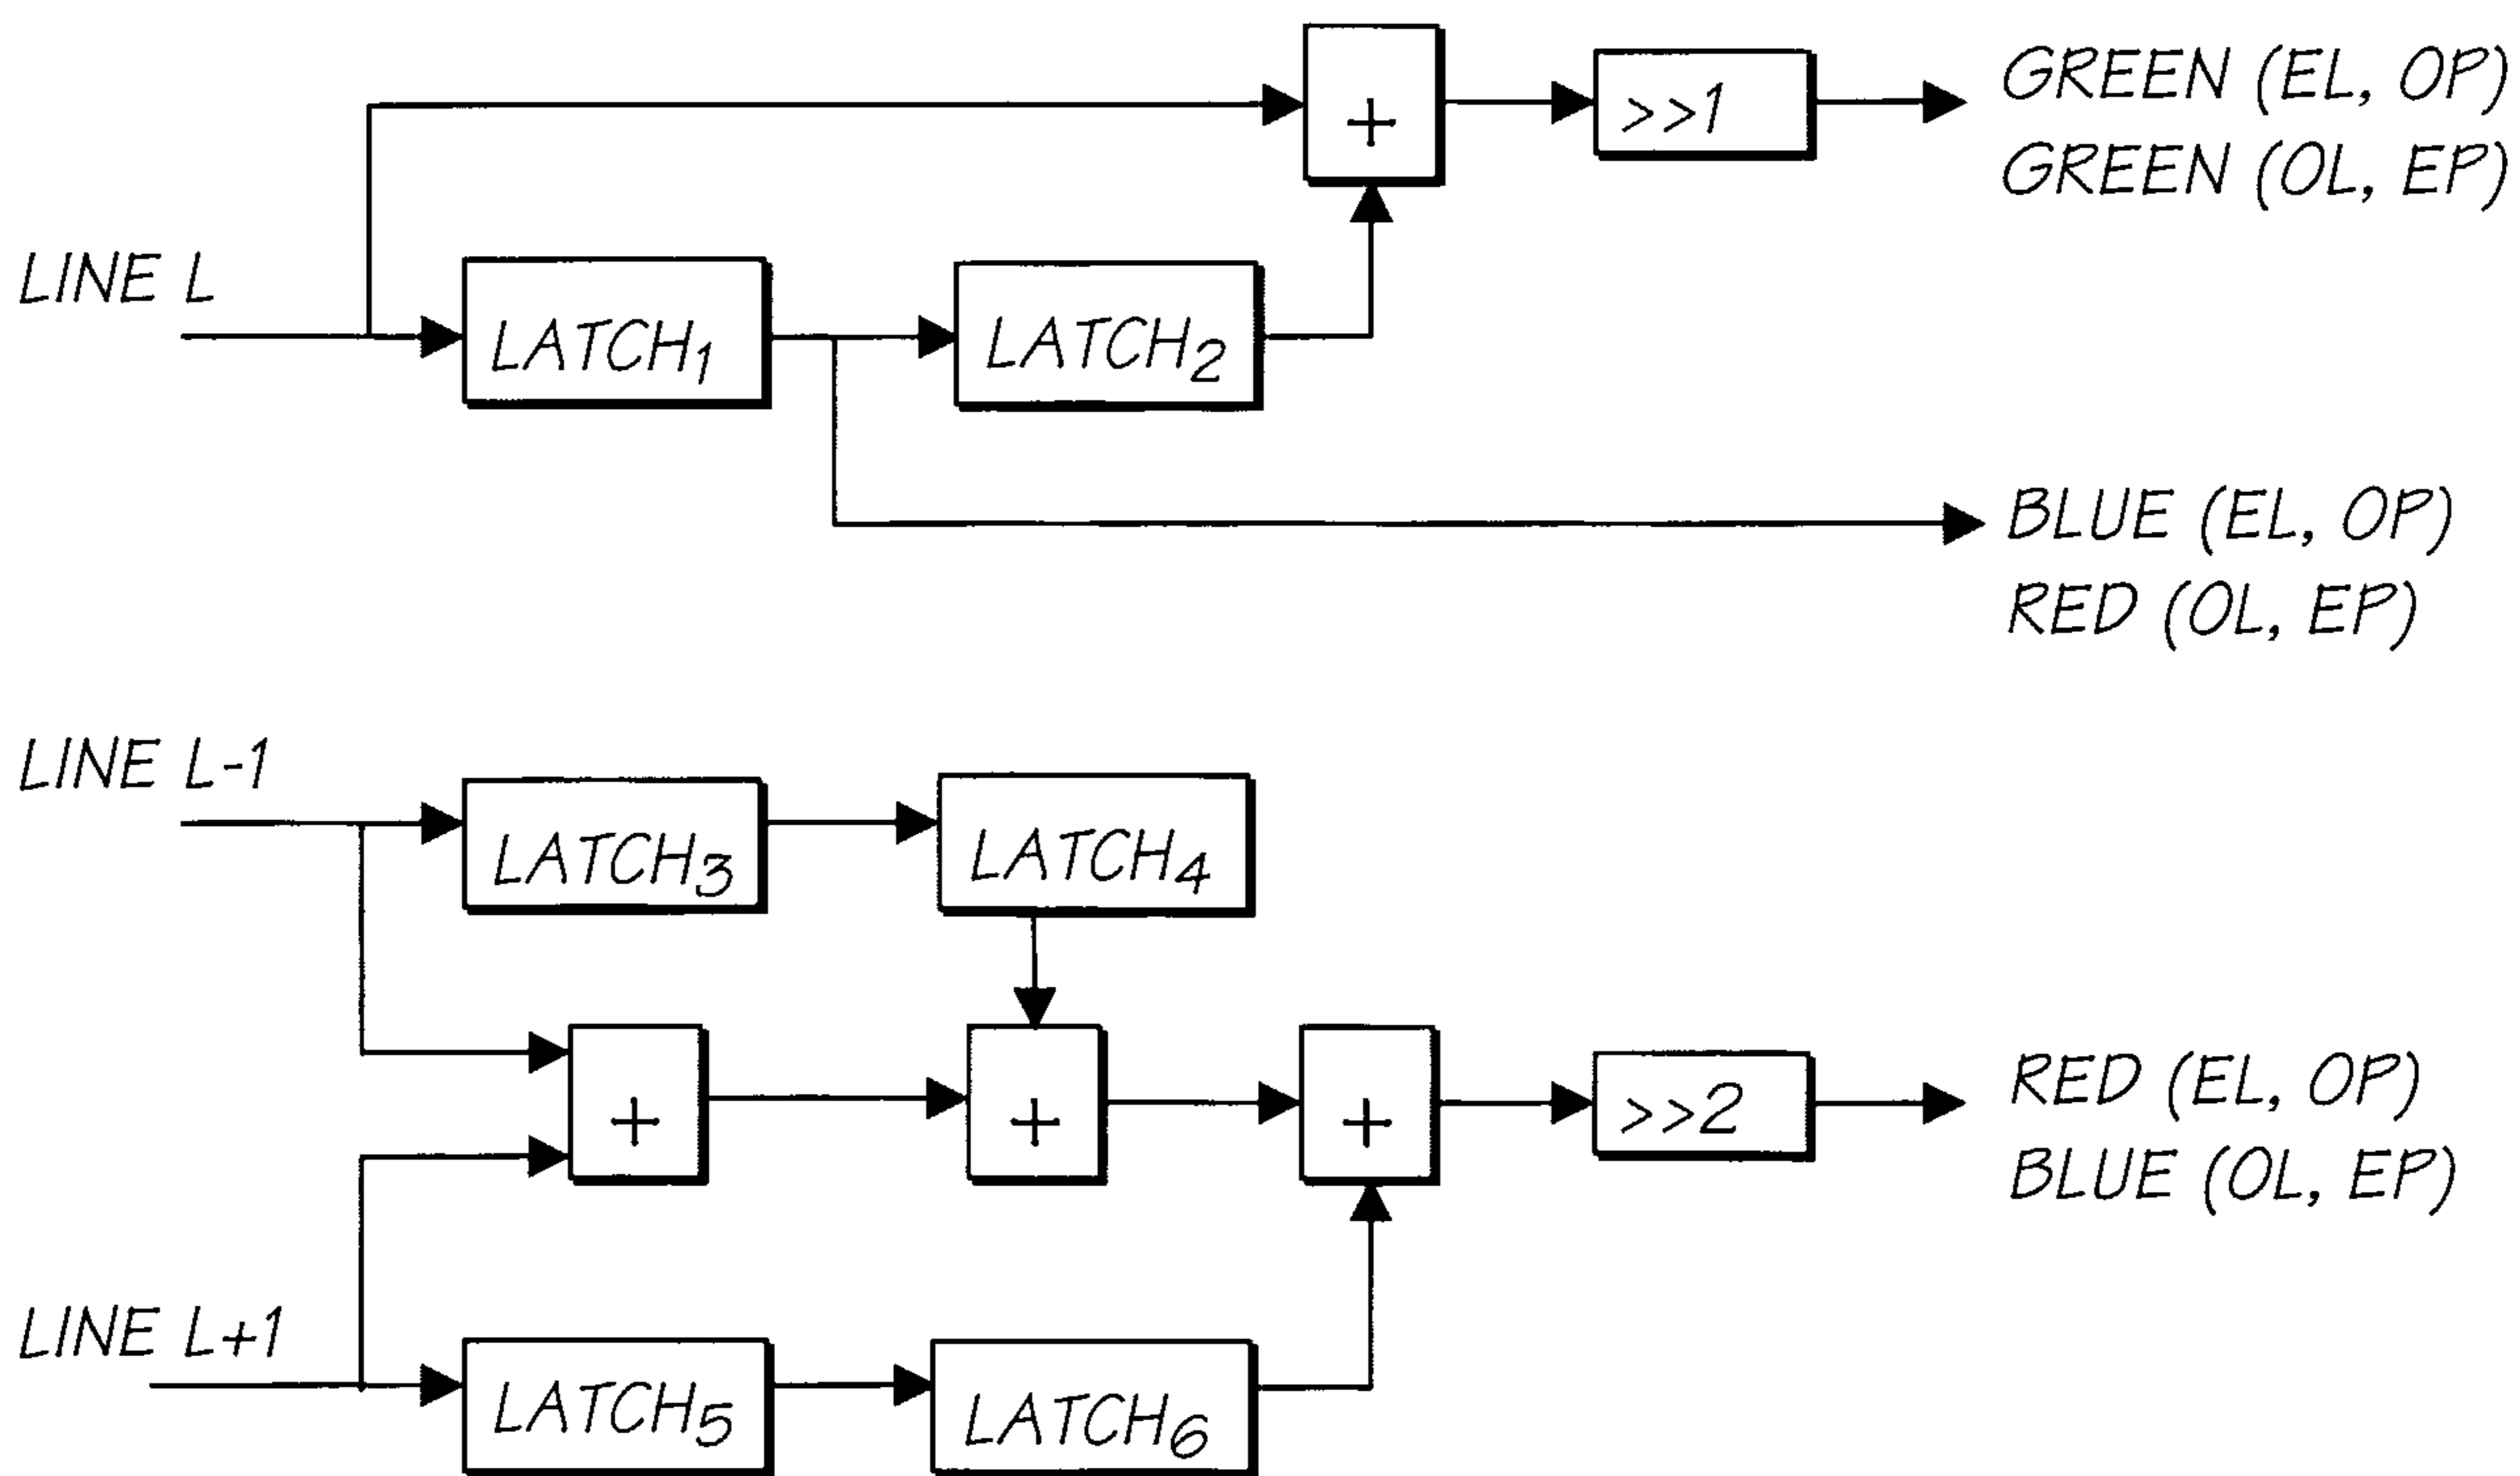 +
>>1
GREEN (EL, OP)
GREEN (OL, EP)
LINE L
LATCH1
LATCH2
BLUE (EL, OP)
RED (OL, EP)
LINE L-1
LATCH3
LATCH4
+
+
+
>>2
RED (EL, OP)
BLUE (OL, EP)
LINE L+1
LATCH5
LATCH6